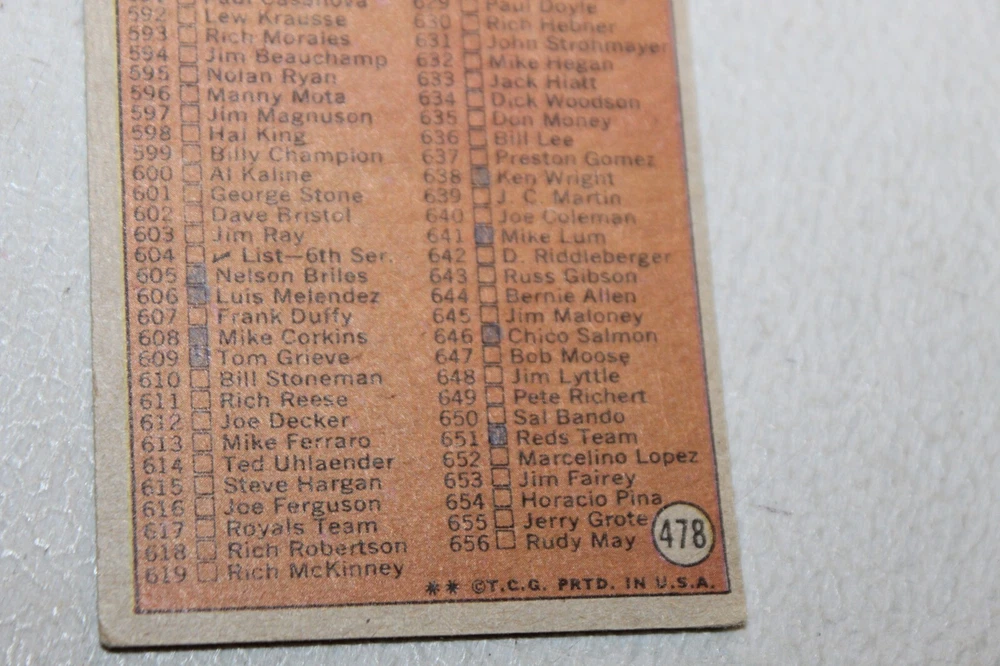 Paul Casanova
592 Lew Krausse
593 Rich Morales
594 Jim Beauchamp
595 Nolan Ryan
596 Manny Mota
597 Jim Magnuson
598 Hal King
599 Billy Champion
600 Al Kaline
601 George Stone
602 Dave Bristol
603 Jim Ray
604 ✓ List—6th Ser.
605 Nelson Briles
606 Luis Melendez
607 Frank Duffy
608 Mike Corkins
609 Tom Grieve
610 Bill Stoneman
611 Rich Reese
612 Joe Decker
613 Mike Ferraro
614 Ted Uhlaender
615 Steve Hargan
616 Joe Ferguson
617 Royals Team
618 Rich Robertson
619 Rich McKinney
629 Paul Doyle
630 Rich Hebner
631 John Strohmayer
632 Mike Hegan
633 Jack Hiatt
634 Dick Woodson
635 Don Money
636 Bill Lee
637 Preston Gomez
638 Ken Wright
639 J. C. Martin
640 Joe Coleman
641 Mike Lum
642 D. Riddleberger
643 Russ Gibson
644 Bernie Allen
645 Jim Maloney
646 Chico Salmon
647 Bob Moose
648 Jim Lyttle
649 Pete Richert
650 Sal Bando
651 Reds Team
652 Marcelino Lopez
653 Jim Fairey
654 Horacio Pina
655 Jerry Grote
656 Rudy May
478
** ©T.C.G. PRTD. IN U.S.A.